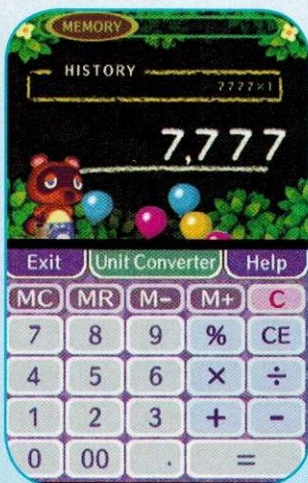 MEMORY
HISTORY
7777×1
7,777
Exit Unit Converter Help
MC MR M− M+ C
7 8 9 % CE
4 5 6 × ÷
1 2 3 + −
0 00 . =